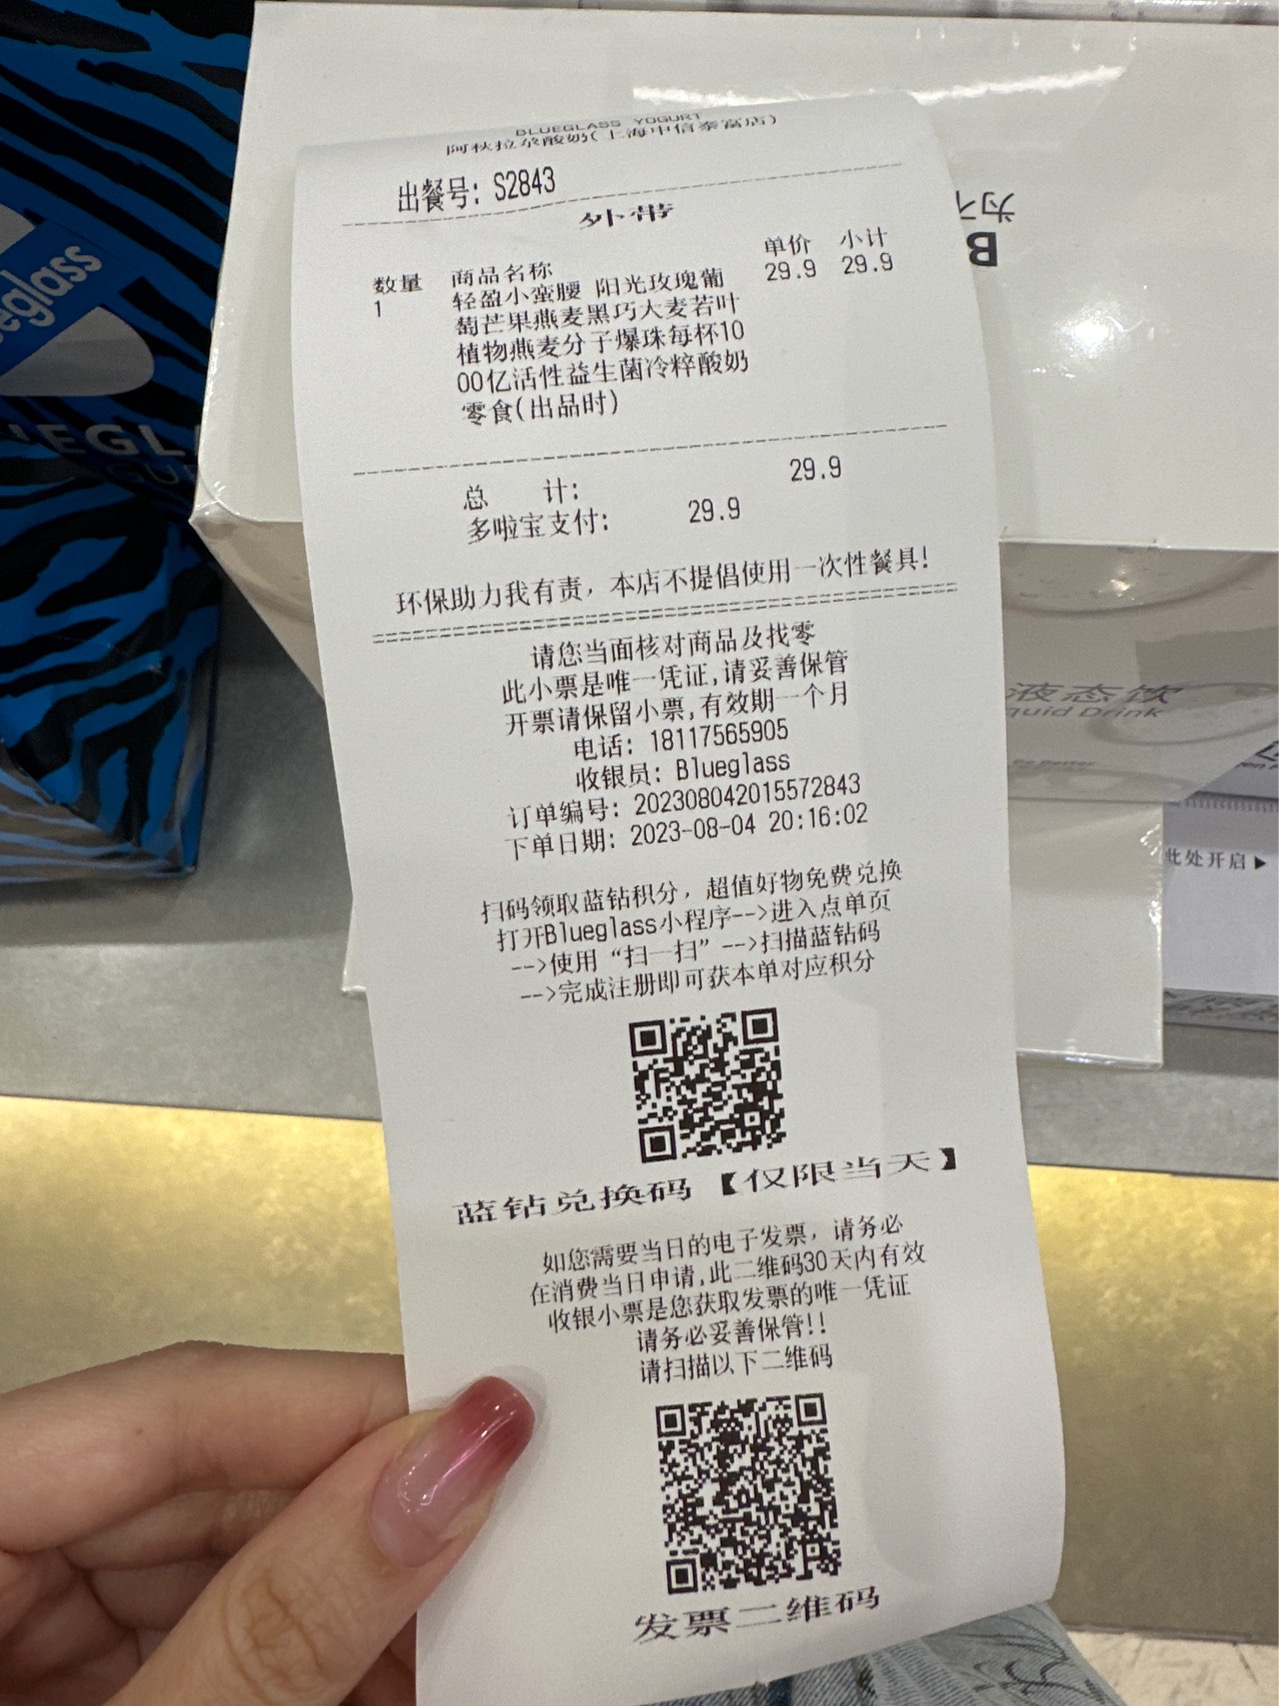 BLUEGLASS YOGURT
阿秋拉尕酸奶(上海中信泰富店)
出餐号: S2843
外带
数量 商品名称 单价 小计
1 轻盈小蛮腰 阳光玫瑰葡 29.9 29.9
萄芒果燕麦黑巧大麦若叶
植物燕麦分子爆珠每杯10
00亿活性益生菌冷粹酸奶
零食(出品时)
总 计: 29.9
多啦宝支付: 29.9
环保助力我有责，本店不提倡使用一次性餐具!
请您当面核对商品及找零
此小票是唯一凭证,请妥善保管
开票请保留小票,有效期一个月
电话: 18117565905
收银员: Blueglass
订单编号: 202308042015572843
下单日期: 2023-08-04 20:16:02
扫码领取蓝钻积分，超值好物免费兑换
打开Blueglass小程序-->进入点单页
-->使用“扫一扫”-->扫描蓝钻码
-->完成注册即可获本单对应积分
蓝钻兑换码【仅限当天】
如您需要当日的电子发票，请务必
在消费当日申请,此二维码30天内有效
收银小票是您获取发票的唯一凭证
请务必妥善保管!!
请扫描以下二维码
发票二维码
eglass
为
B
液态饮
quid Drink
此处开启